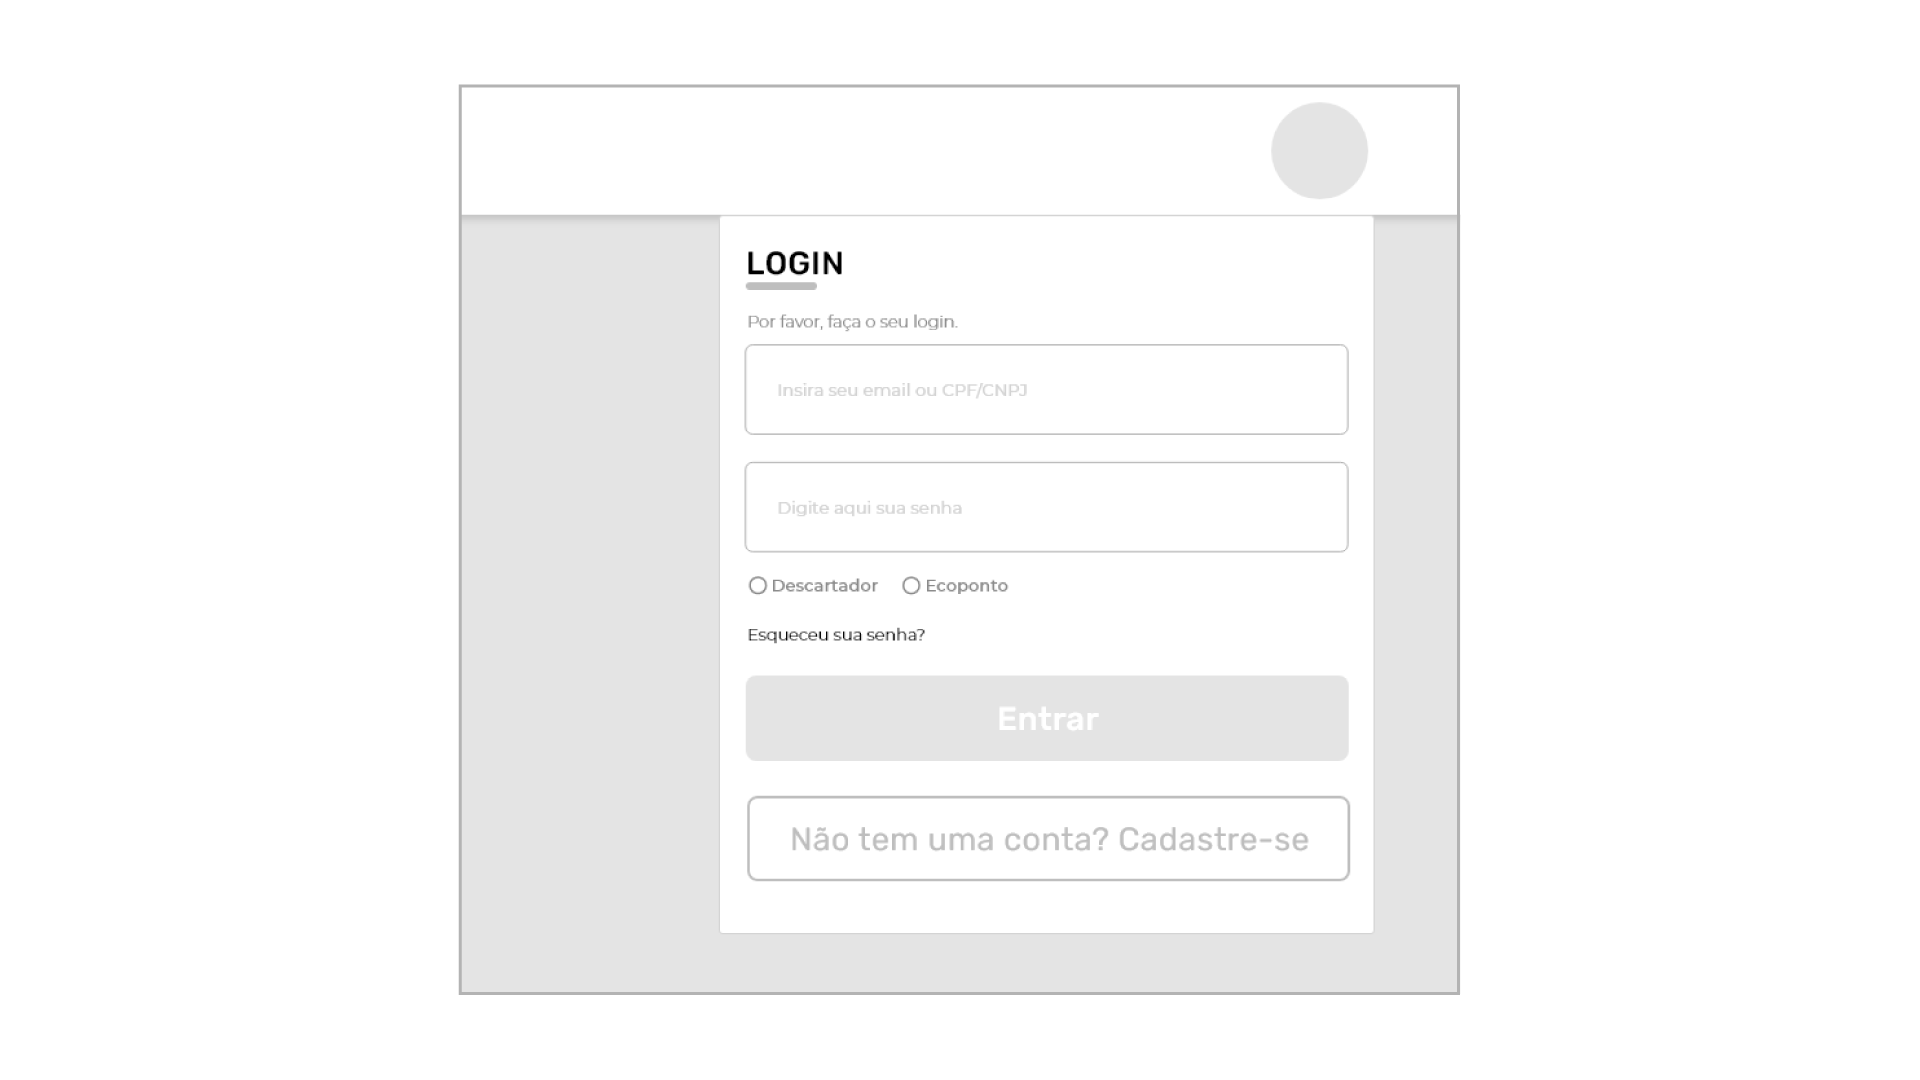 LOGIN
Por favor, faça o seu login.
Insira seu email ou CPF/CNPJ
Digite aqui sua senha
Descartador Ecoponto
Esqueceu sua senha?
Entrar
Não tem uma conta? Cadastre-se